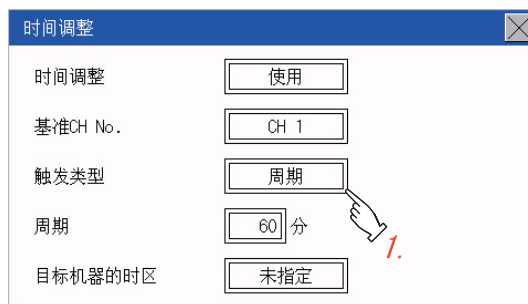 时间调整
时间调整 使用
基准CH No. CH 1
触发类型 周期
周期 60 分
1.
目标机器的时区 未指定